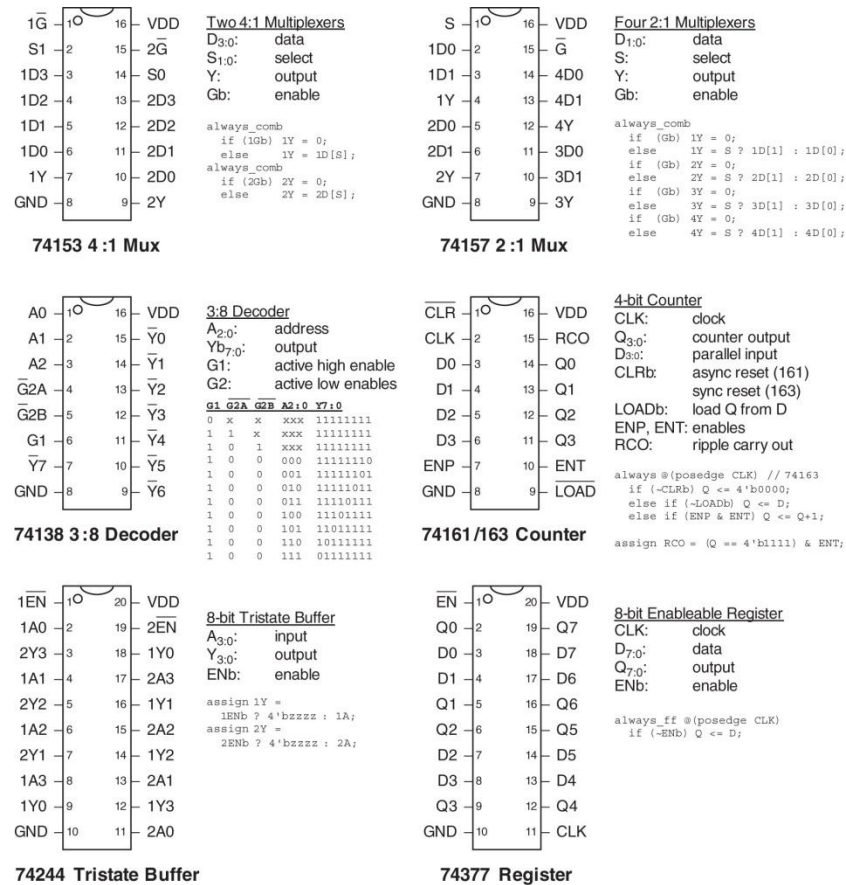 1G̅ 1 16 VDD
S1 2 15 2G̅
1D3 3 14 S0
1D2 4 13 2D3
1D1 5 12 2D2
1D0 6 11 2D1
1Y 7 10 2D0
GND 8 9 2Y
74153 4:1 Mux
Two 4:1 Multiplexers
D3:0: data
S1:0: select
Y: output
Gb: enable
always_comb
if (1Gb) 1Y = 0;
else 1Y = 1D[S];
always_comb
if (2Gb) 2Y = 0;
else 2Y = 2D[S];
S 1 16 VDD
1D0 2 15 G̅
1D1 3 14 4D0
1Y 4 13 4D1
2D0 5 12 4Y
2D1 6 11 3D0
2Y 7 10 3D1
GND 8 9 3Y
74157 2:1 Mux
Four 2:1 Multiplexers
D1:0: data
S: select
Y: output
Gb: enable
always_comb
if (Gb) 1Y = 0;
else 1Y = S ? 1D[1] : 1D[0];
if (Gb) 2Y = 0;
else 2Y = S ? 2D[1] : 2D[0];
if (Gb) 3Y = 0;
else 3Y = S ? 3D[1] : 3D[0];
if (Gb) 4Y = 0;
else 4Y = S ? 4D[1] : 4D[0];
A0 1 16 VDD
A1 2 15 Y̅0
A2 3 14 Y̅1
G̅2A 4 13 Y̅2
G̅2B 5 12 Y̅3
G1 6 11 Y̅4
Y̅7 7 10 Y̅5
GND 8 9 Y̅6
74138 3:8 Decoder
3:8 Decoder
A2:0: address
Yb7:0: output
G1: active high enable
G2: active low enables
G1 G̅2̅A̅ G̅2̅B̅ A2:0 Y7:0
0 x x xxx 11111111
1 1 x xxx 11111111
1 0 1 xxx 11111111
1 0 0 000 11111110
1 0 0 001 11111101
1 0 0 010 11111011
1 0 0 011 11110111
1 0 0 100 11101111
1 0 0 101 11011111
1 0 0 110 10111111
1 0 0 111 01111111
C̅L̅R̅ 1 16 VDD
CLK 2 15 RCO
D0 3 14 Q0
D1 4 13 Q1
D2 5 12 Q2
D3 6 11 Q3
ENP 7 10 ENT
GND 8 9 L̅O̅A̅D̅
74161/163 Counter
4-bit Counter
CLK: clock
Q3:0: counter output
D3:0: parallel input
CLRb: async reset (161)
sync reset (163)
LOADb: load Q from D
ENP, ENT: enables
RCO: ripple carry out
always @(posedge CLK) // 74163
if (~CLRb) Q <= 4'b0000;
else if (~LOADb) Q <= D;
else if (ENP & ENT) Q <= Q+1;
assign RCO = (Q == 4'b1111) & ENT;
1E̅N̅ 1 20 VDD
1A0 2 19 2E̅N̅
2Y3 3 18 1Y0
1A1 4 17 2A3
2Y2 5 16 1Y1
1A2 6 15 2A2
2Y1 7 14 1Y2
1A3 8 13 2A1
1Y0 9 12 1Y3
GND 10 11 2A0
74244 Tristate Buffer
8-bit Tristate Buffer
A3:0: input
Y3:0: output
ENb: enable
assign 1Y =
1ENb ? 4'bzzzz : 1A;
assign 2Y =
2ENb ? 4'bzzzz : 2A;
E̅N̅ 1 20 VDD
Q0 2 19 Q7
D0 3 18 D7
D1 4 17 D6
Q1 5 16 Q6
Q2 6 15 Q5
D2 7 14 D5
D3 8 13 D4
Q3 9 12 Q4
GND 10 11 CLK
74377 Register
8-bit Enableable Register
CLK: clock
D7:0: data
Q7:0: output
ENb: enable
always_ff @(posedge CLK)
if (~ENb) Q <= D;